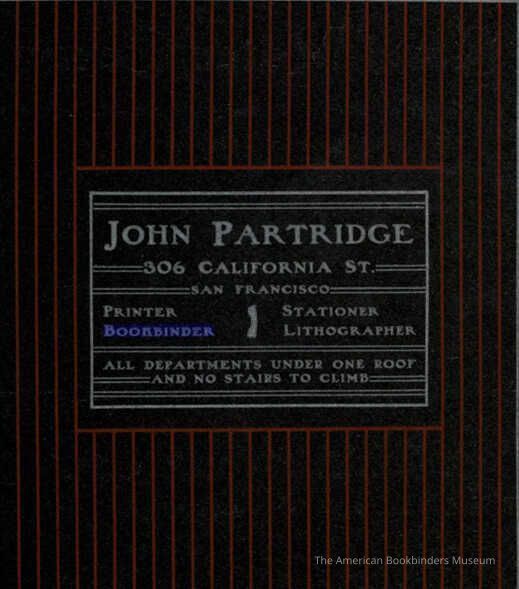 JOHN PARTRIDGE
306 CALIFORNIA ST.
SAN FRANCISCO
PRINTER
BOOKBINDER
STATIONER
LITHOGRAPHER
ALL DEPARTMENTS UNDER ONE ROOF
AND NO STAIRS TO CLIMB
The American Bookbinders Museum